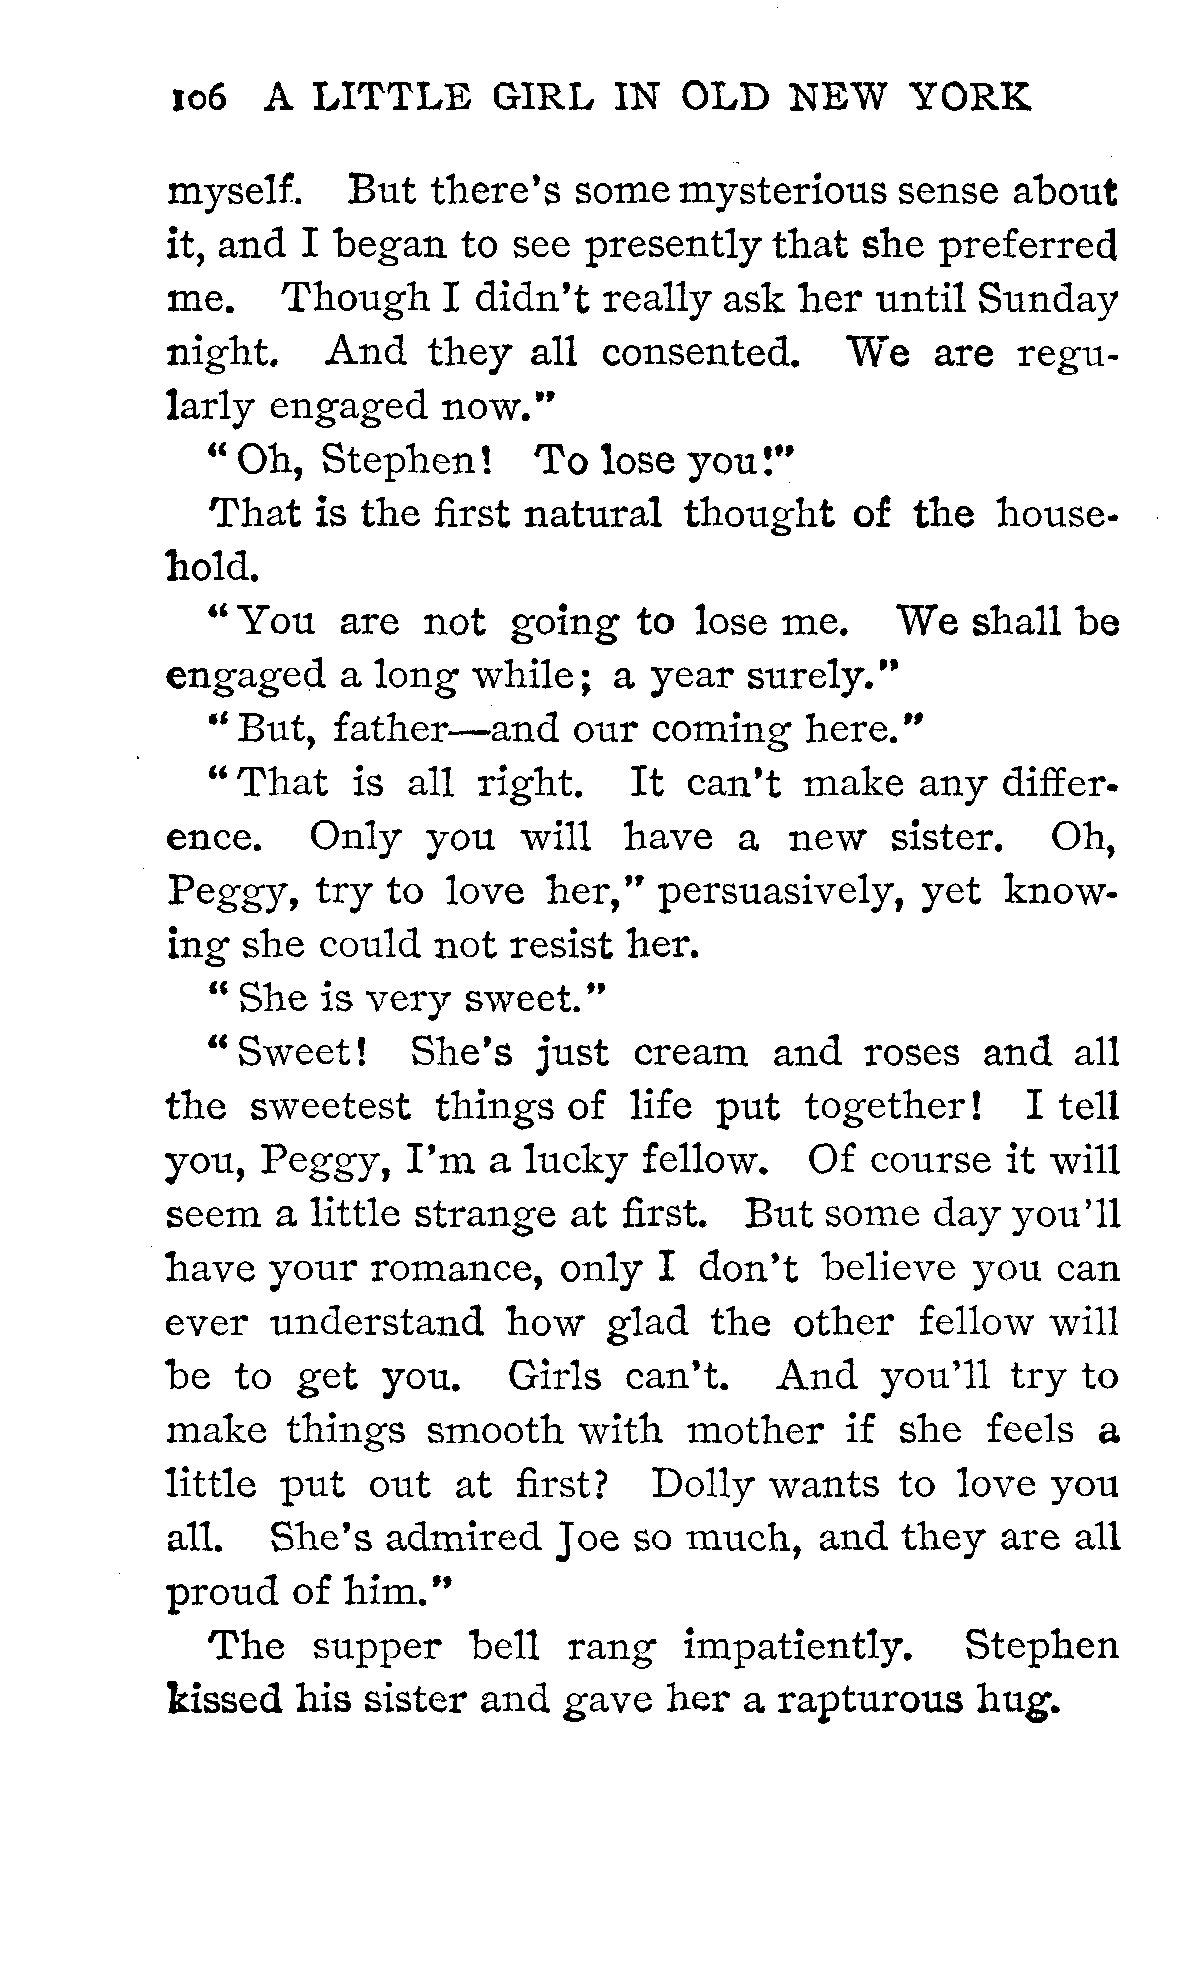 106 A LITTLE GIRL IN OLD NEW YORK
myself. But there's some mysterious sense about
it, and I began to see presently that she preferred
me. Though I didn't really ask her until Sunday
night. And they all consented. We are regu-
larly engaged now."
"Oh, Stephen! To lose you!"
That is the first natural thought of the house-
hold.
"You are not going to lose me. We shall be
engaged a long while; a year surely."
"But, father—and our coming here."
"That is all right. It can't make any differ-
ence. Only you will have a new sister. Oh,
Peggy, try to love her," persuasively, yet know-
ing she could not resist her.
"She is very sweet."
"Sweet! She's just cream and roses and all
the sweetest things of life put together! I tell
you, Peggy, I'm a lucky fellow. Of course it will
seem a little strange at first. But some day you'll
have your romance, only I don't believe you can
ever understand how glad the other fellow will
be to get you. Girls can't. And you'll try to
make things smooth with mother if she feels a
little put out at first? Dolly wants to love you
all. She's admired Joe so much, and they are all
proud of him."
The supper bell rang impatiently. Stephen
kissed his sister and gave her a rapturous hug.